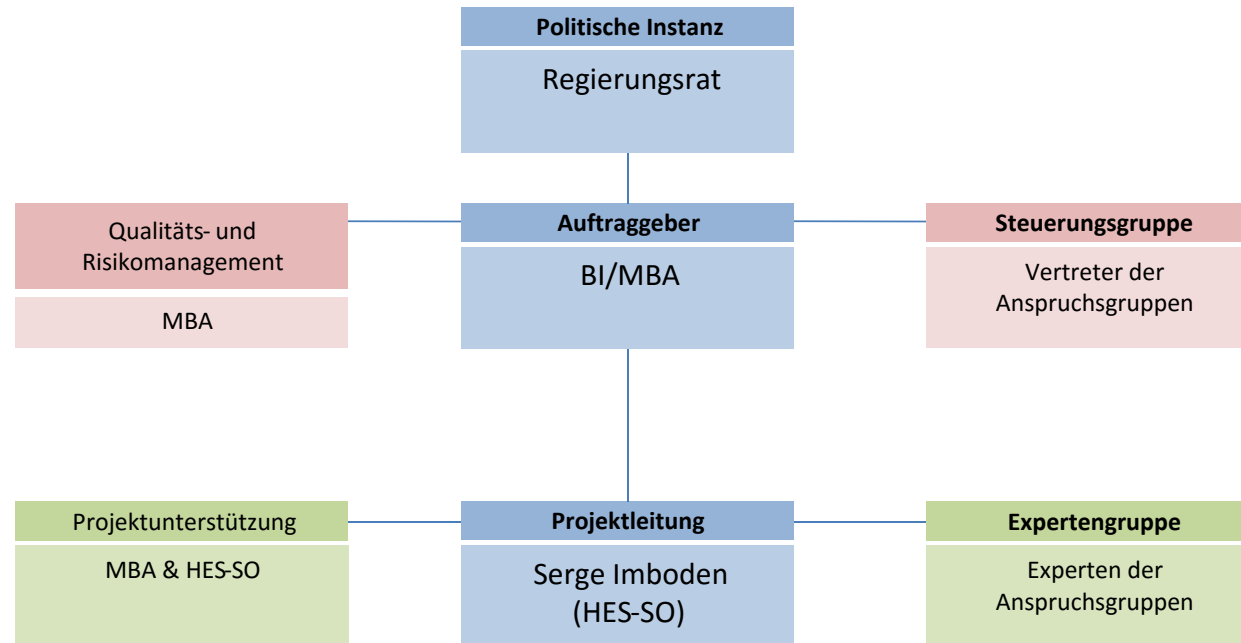 Politische Instanz
Regierungsrat
Qualitäts- und
Risikomanagement
MBA
Auftraggeber
BI/MBA
Steuerungsgruppe
Vertreter der
Anspruchsgruppen
Projektunterstützung
MBA & HES-SO
Projektleitung
Serge Imboden
(HES-SO)
Expertengruppe
Experten der
Anspruchsgruppen